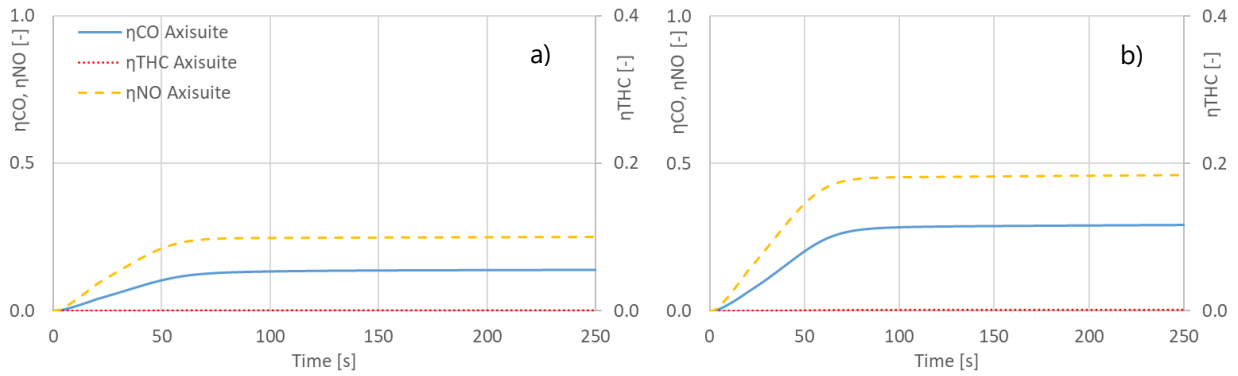 a)
ηCO, ηNO [-]
1.0
0.5
0.0
ηCO Axisuite
ηTHC Axisuite
ηNO Axisuite
0.4
0.2
0.0
ηTHC [-]
0 50 100 150 200 250
Time [s]
b)
ηCO, ηNO [-]
1.0
0.5
0.0
0.4
0.2
0.0
ηTHC [-]
0 50 100 150 200 250
Time [s]